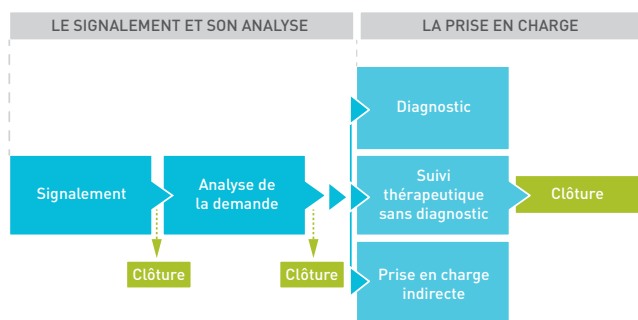 LE SIGNALEMENT ET SON ANALYSE
LA PRISE EN CHARGE
Diagnostic
Signalement
Analyse de
la demande
Suivi
thérapeutique
sans diagnostic
Clôture
Clôture
Clôture
Prise en charge
indirecte